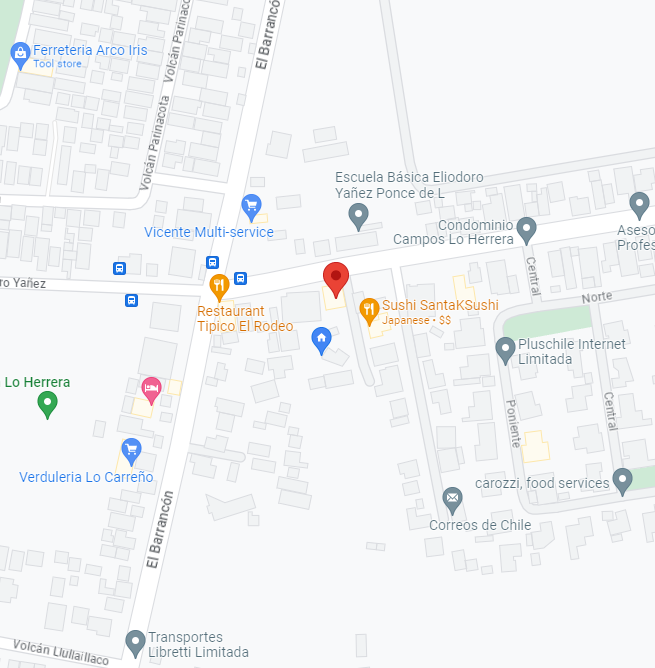 El Barrancón
Volcán Parinaco
Ferreteria Arco Iris
Tool store...
Volcán Parinacota
Escuela Básica Eliodoro
Yañez Ponce de L
Vicente Multi-service
Condominio
Campos Lo Herrera
Aseso
Profes
ro Yañez
Central
Norte
Restaurant
Tipico El Rodeo
Sushi SantaKSushi
Japanese • $$
Pluschile Internet
Limitada
Lo Herrera
Poniente
Central
Verduleria Lo Carreño
carozzi, food services
El Barrancón
Correos de Chile
Volcán Llullaillaco
Transportes
Libretti Limitada